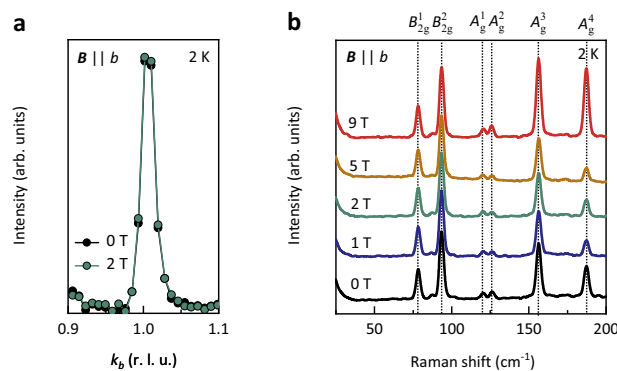 a
B || b
2 K
Intensity (arb. units)
0 T
2 T
0.9
1.0
1.1
k_b (r. l. u.)
b
B^1_2g
B^2_2g
A^1_g
A^2_g
A^3_g
A^4_g
B || b
2 K
9 T
5 T
2 T
1 T
0 T
Intensity (arb. units)
50
100
150
200
Raman shift (cm⁻¹)